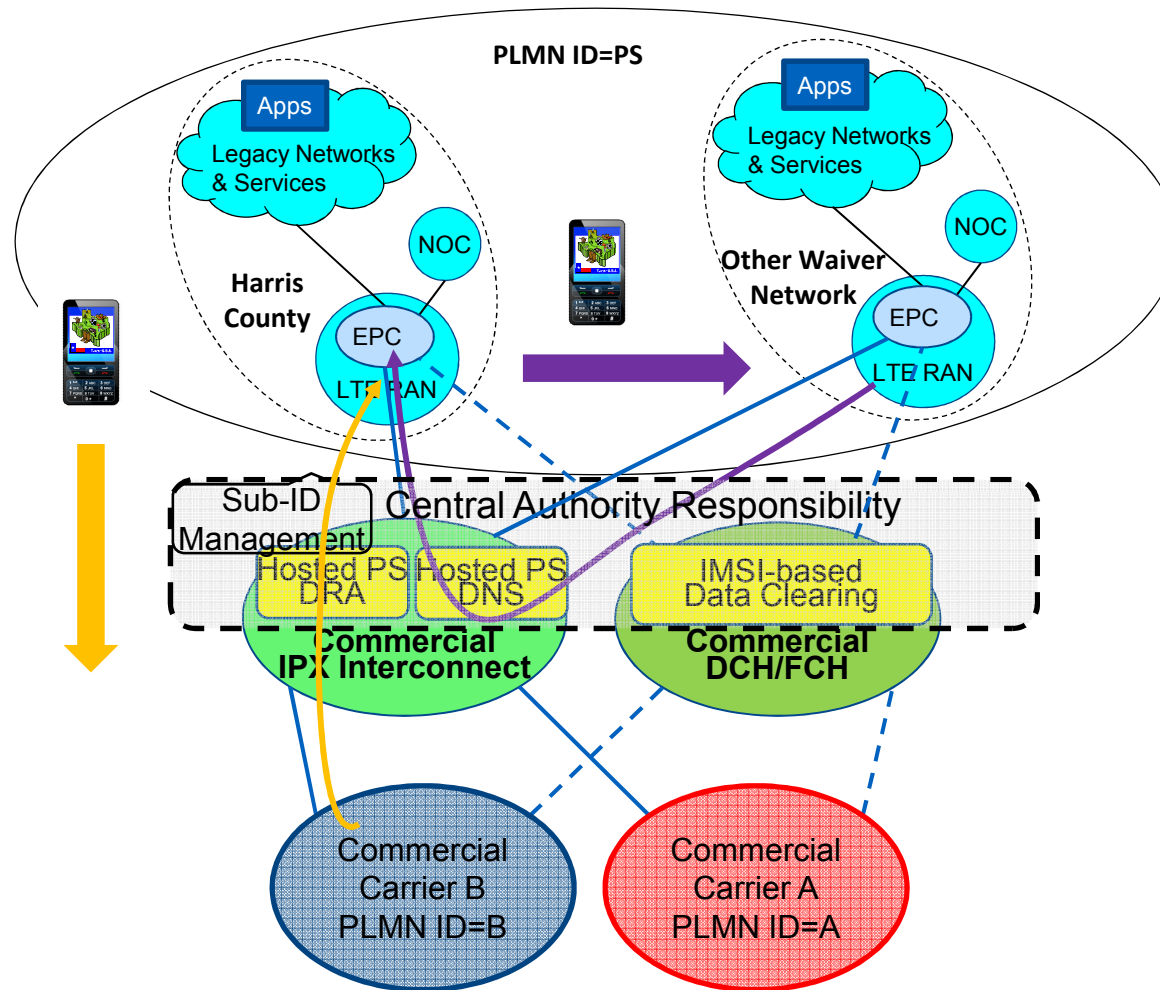 PLMN ID=PS
Apps
Legacy Networks
& Services
NOC
Harris
County
EPC
LTE RAN
Apps
Legacy Networks
& Services
NOC
Other Waiver
Network
EPC
LTE RAN
Sub-ID
Management
Central Authority Responsibility
Hosted PS
DRA
Hosted PS
DNS
IMSI-based
Data Clearing
Commercial
IPX Interconnect
Commercial
DCH/FCH
Commercial
Carrier B
PLMN ID=B
Commercial
Carrier A
PLMN ID=A